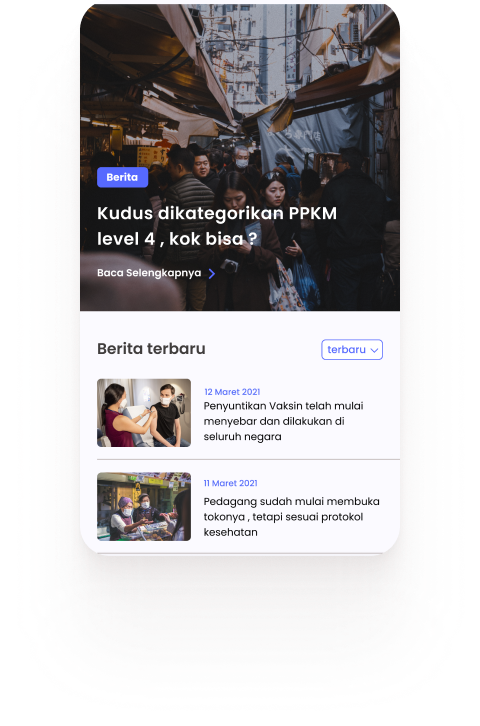 Berita
Kudus dikategorikan PPKM
level 4 , kok bisa ?
Baca Selengkapnya
Berita terbaru
terbaru
12 Maret 2021
Penyuntikan Vaksin telah mulai
menyebar dan dilakukan di
seluruh negara
11 Maret 2021
Pedagang sudah mulai membuka
tokonya , tetapi sesuai protokol
kesehatan